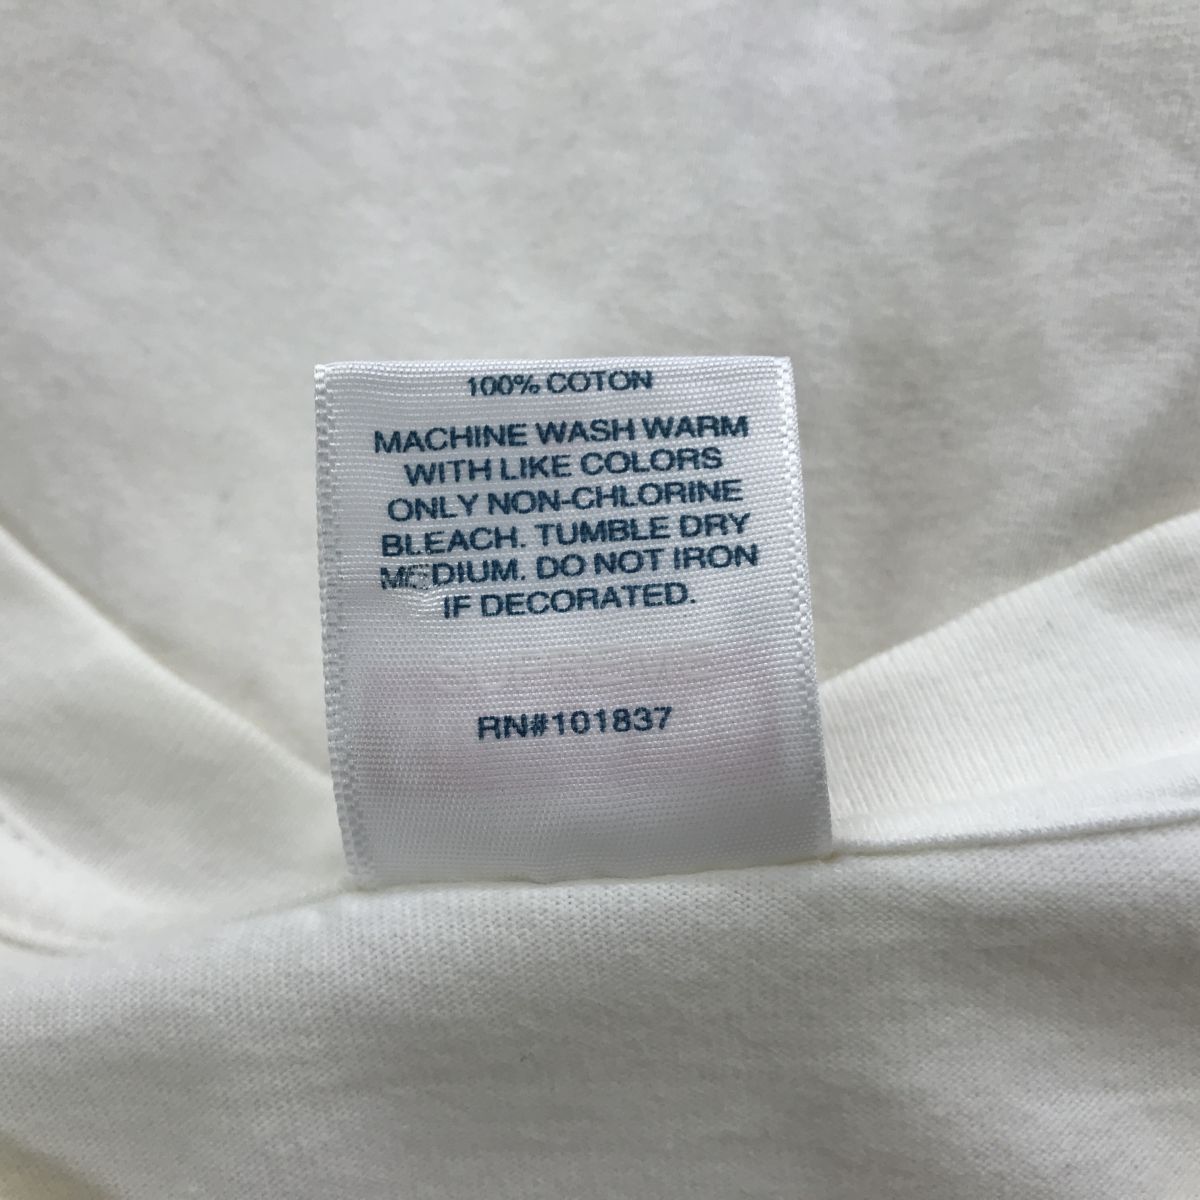 100% COTON
MACHINE WASH WARM
WITH LIKE COLORS
ONLY NON-CHLORINE
BLEACH. TUMBLE DRY
MEDIUM. DO NOT IRON
IF DECORATED.
RN#101837